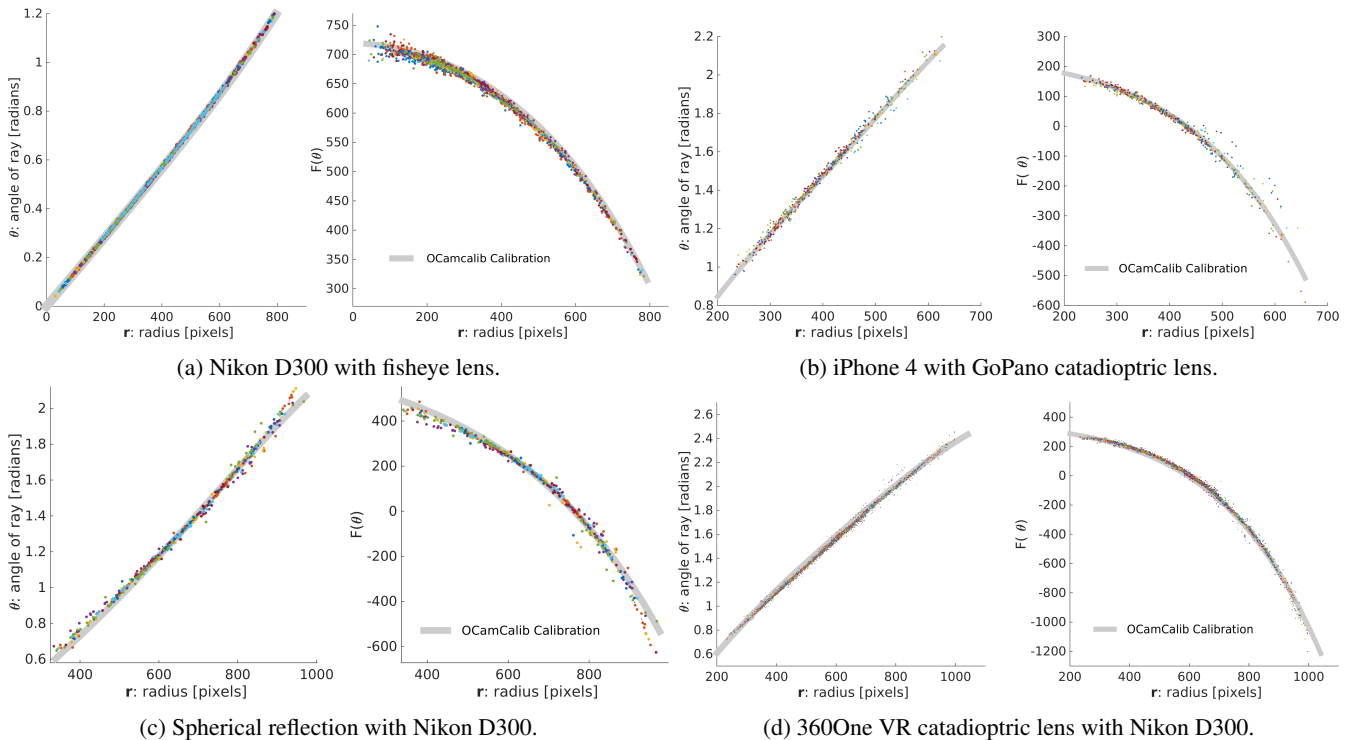 1.2
1
0.8
0.6
0.4
0.2
0
0 200 400 600 800
θ: angle of ray [radians]
r: radius [pixels]
750
700
650
600
550
500
450
400
350
300
0 200 400 600 800
F(θ)
r: radius [pixels]
OCamcalib Calibration
2.2
2
1.8
1.6
1.4
1.2
1
0.8
200 300 400 500 600 700
θ: angle of ray [radians]
r: radius [pixels]
300
200
100
0
-100
-200
-300
-400
-500
-600
200 300 400 500 600 700
F( θ)
r: radius [pixels]
OCamCalib Calibration
(a) Nikon D300 with fisheye lens.
(b) iPhone 4 with GoPano catadioptric lens.
2
1.8
1.6
1.4
1.2
1
0.8
0.6
400 600 800 1000
θ: angle of ray [radians]
r: radius [pixels]
400
200
0
-200
-400
-600
400 600 800
F(θ)
r: radius [pixels]
OCamCalib Calibration
2.6
2.4
2.2
2
1.8
1.6
1.4
1.2
1
0.8
0.6
200 400 600 800 1000
θ: angle of ray [radians]
r: radius [pixels]
400
200
0
-200
-400
-600
-800
-1000
-1200
200 400 600 800 1000
F( θ)
r: radius [pixels]
OCamCalib Calibration
(c) Spherical reflection with Nikon D300.
(d) 360One VR catadioptric lens with Nikon D300.